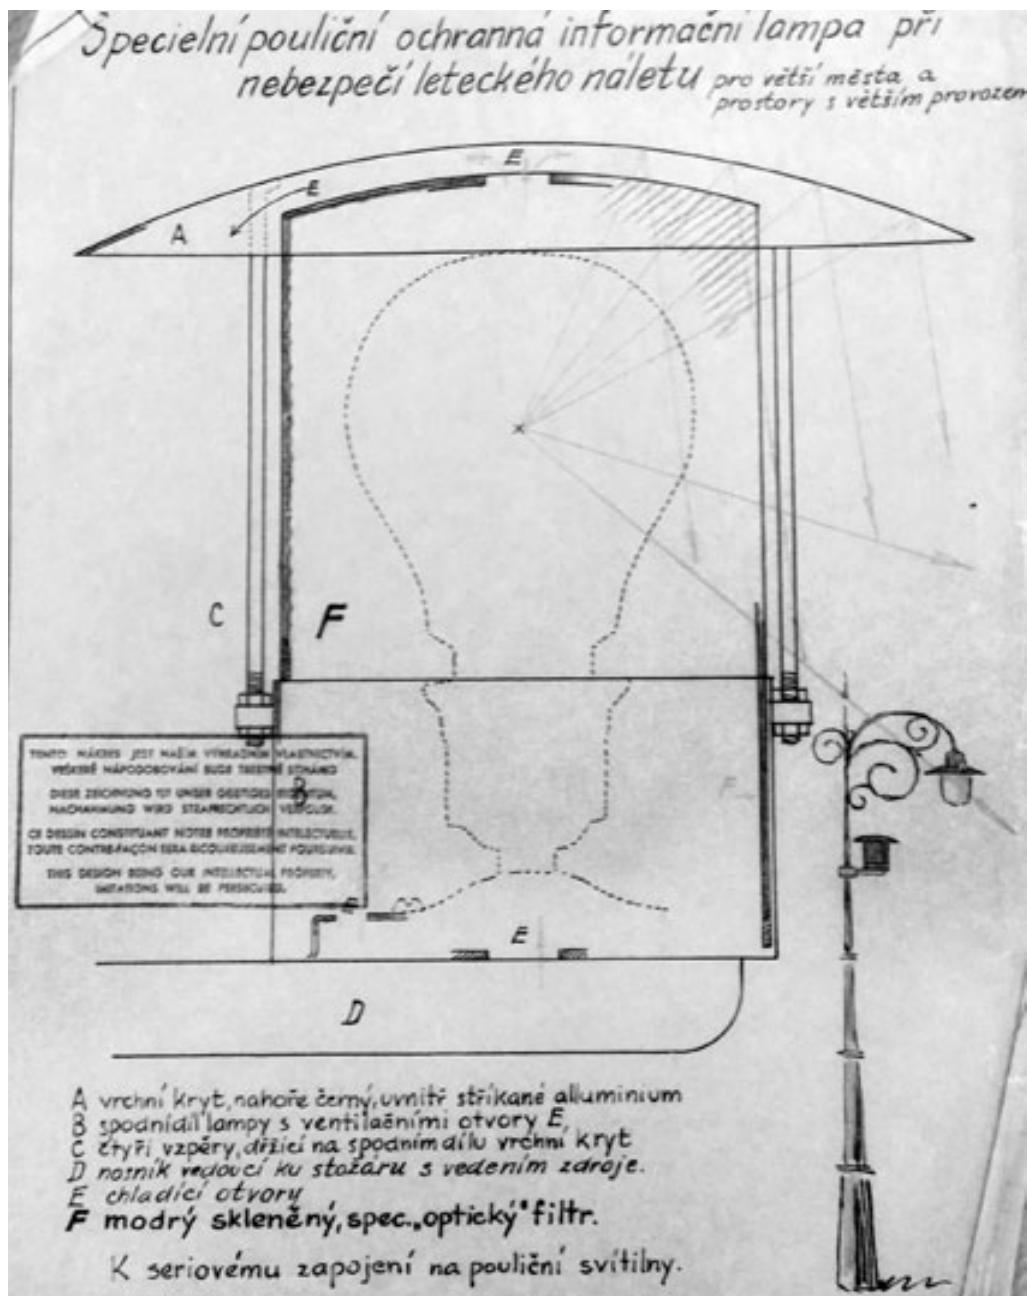 Specielní pouliční ochranná informační lampa při
nebezpečí leteckého náletu pro větší města a
prostory s větším provozem
E
E
A
C
F
F
TENTO NÁKRES JEST NAŠÍM VÝHRADNÍM VLASTNICTVÍM,
VEŠKERÉ NAPODOBOVÁNÍ BUDE TRESTNĚ STÍHÁNO
B
DIESE ZEICHNUNG IST UNSER GEISTIGES EIGENTUM,
NACHAHMUNG WIRD STRAFRECHTLICH VERFOLGT.
CE DESSIN CONSTITUANT NOTRE PROPRIÉTÉ INTELECTUELLE,
TOUTE CONTREFAÇON SERA RIGOUREUSEMENT POURSUIVIE.
THIS DESIGN BEING OUR INTELLECTUAL PROPERTY,
IMITATIONS WILL BE PERSECUTED.
E
E
D
A vrchní kryt, nahoře černý, uvnitř stříkané alluminium
B spodní díl lampy s ventilačními otvory E,
C čtyři vzpěry, držící na spodním dílu vrchní kryt
D nosník vedoucí ku stožáru s vedením zdroje.
E chladící otvory
F modrý skleněný, spec. „optický" filtr.
K seriovému zapojení na pouliční svítilny.